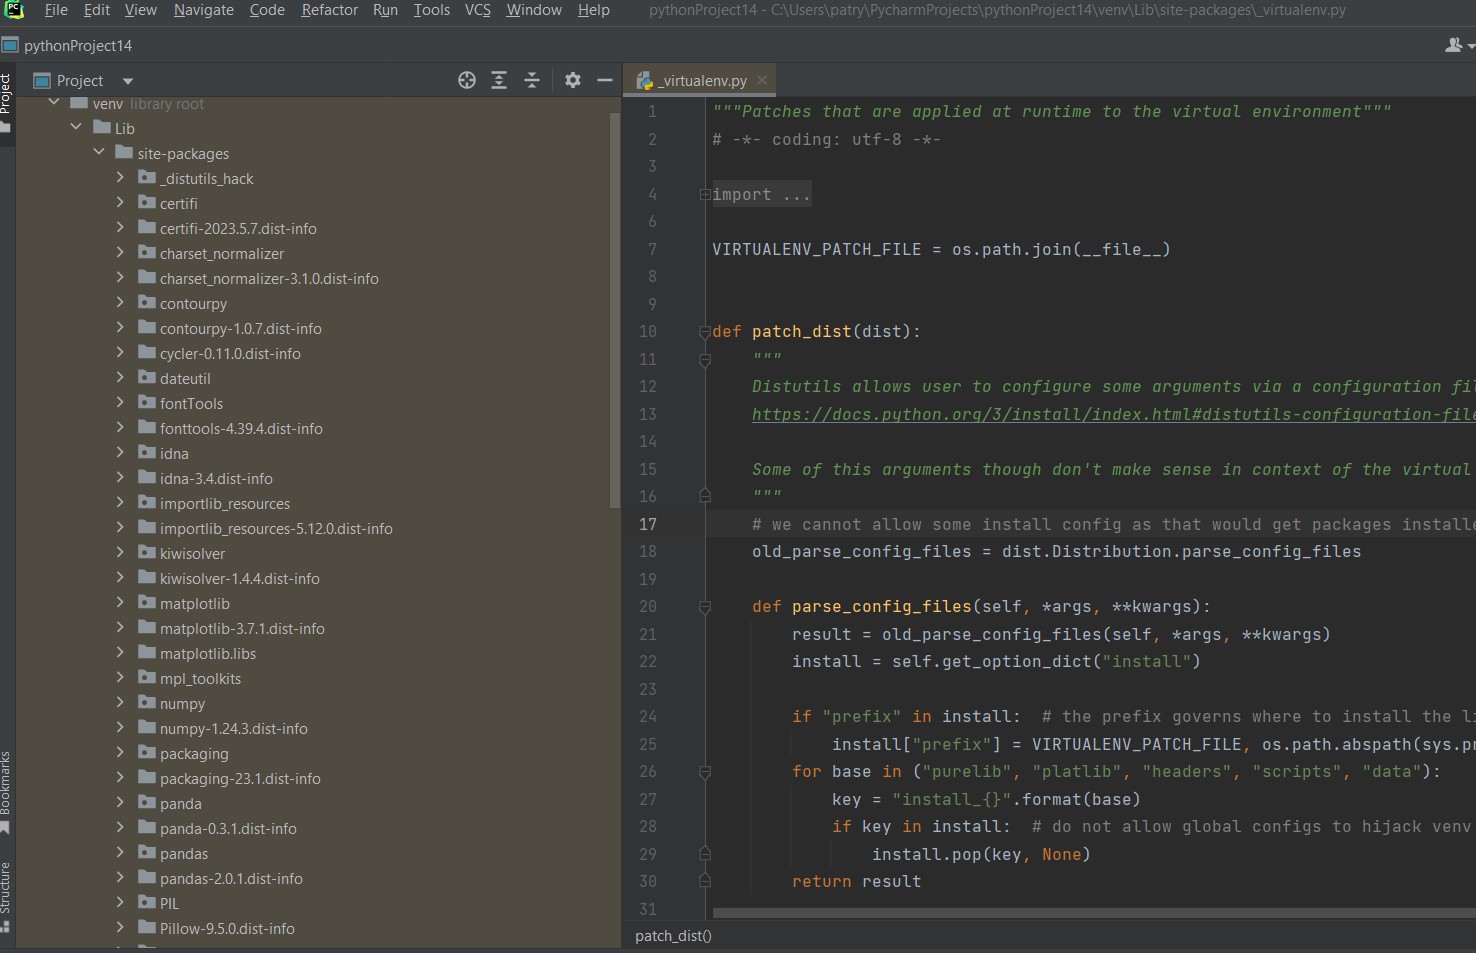 PC
File Edit View Navigate Code Refactor Run Tools VCS Window Help pythonProject14 - C:\Users\patry\PycharmProjects\pythonProject14\venv\Lib\site-packages\_virtualenv.py
pythonProject14
Project
Project
venv library root
Lib
site-packages
_distutils_hack
certifi
certifi-2023.5.7.dist-info
charset_normalizer
charset_normalizer-3.1.0.dist-info
contourpy
contourpy-1.0.7.dist-info
cycler-0.11.0.dist-info
dateutil
fontTools
fonttools-4.39.4.dist-info
idna
idna-3.4.dist-info
importlib_resources
importlib_resources-5.12.0.dist-info
kiwisolver
kiwisolver-1.4.4.dist-info
matplotlib
matplotlib-3.7.1.dist-info
matplotlib.libs
mpl_toolkits
numpy
numpy-1.24.3.dist-info
packaging
packaging-23.1.dist-info
panda
panda-0.3.1.dist-info
pandas
pandas-2.0.1.dist-info
PIL
Pillow-9.5.0.dist-info
Bookmarks
Structure
_virtualenv.py
1 """Patches that are applied at runtime to the virtual environment"""
2 # -*- coding: utf-8 -*-
3
4 import ...
6
7 VIRTUALENV_PATCH_FILE = os.path.join(__file__)
8
9
10 def patch_dist(dist):
11 """
12 Distutils allows user to configure some arguments via a configuration fil
13 https://docs.python.org/3/install/index.html#distutils-configuration-file
14
15 Some of this arguments though don't make sense in context of the virtual
16 """
17 # we cannot allow some install config as that would get packages installe
18 old_parse_config_files = dist.Distribution.parse_config_files
19
20 def parse_config_files(self, *args, **kwargs):
21 result = old_parse_config_files(self, *args, **kwargs)
22 install = self.get_option_dict("install")
23
24 if "prefix" in install:  # the prefix governs where to install the li
25 install["prefix"] = VIRTUALENV_PATCH_FILE, os.path.abspath(sys.pr
26 for base in ("purelib", "platlib", "headers", "scripts", "data"):
27 key = "install_{}".format(base)
28 if key in install:  # do not allow global configs to hijack venv
29 install.pop(key, None)
30 return result
31
patch_dist()